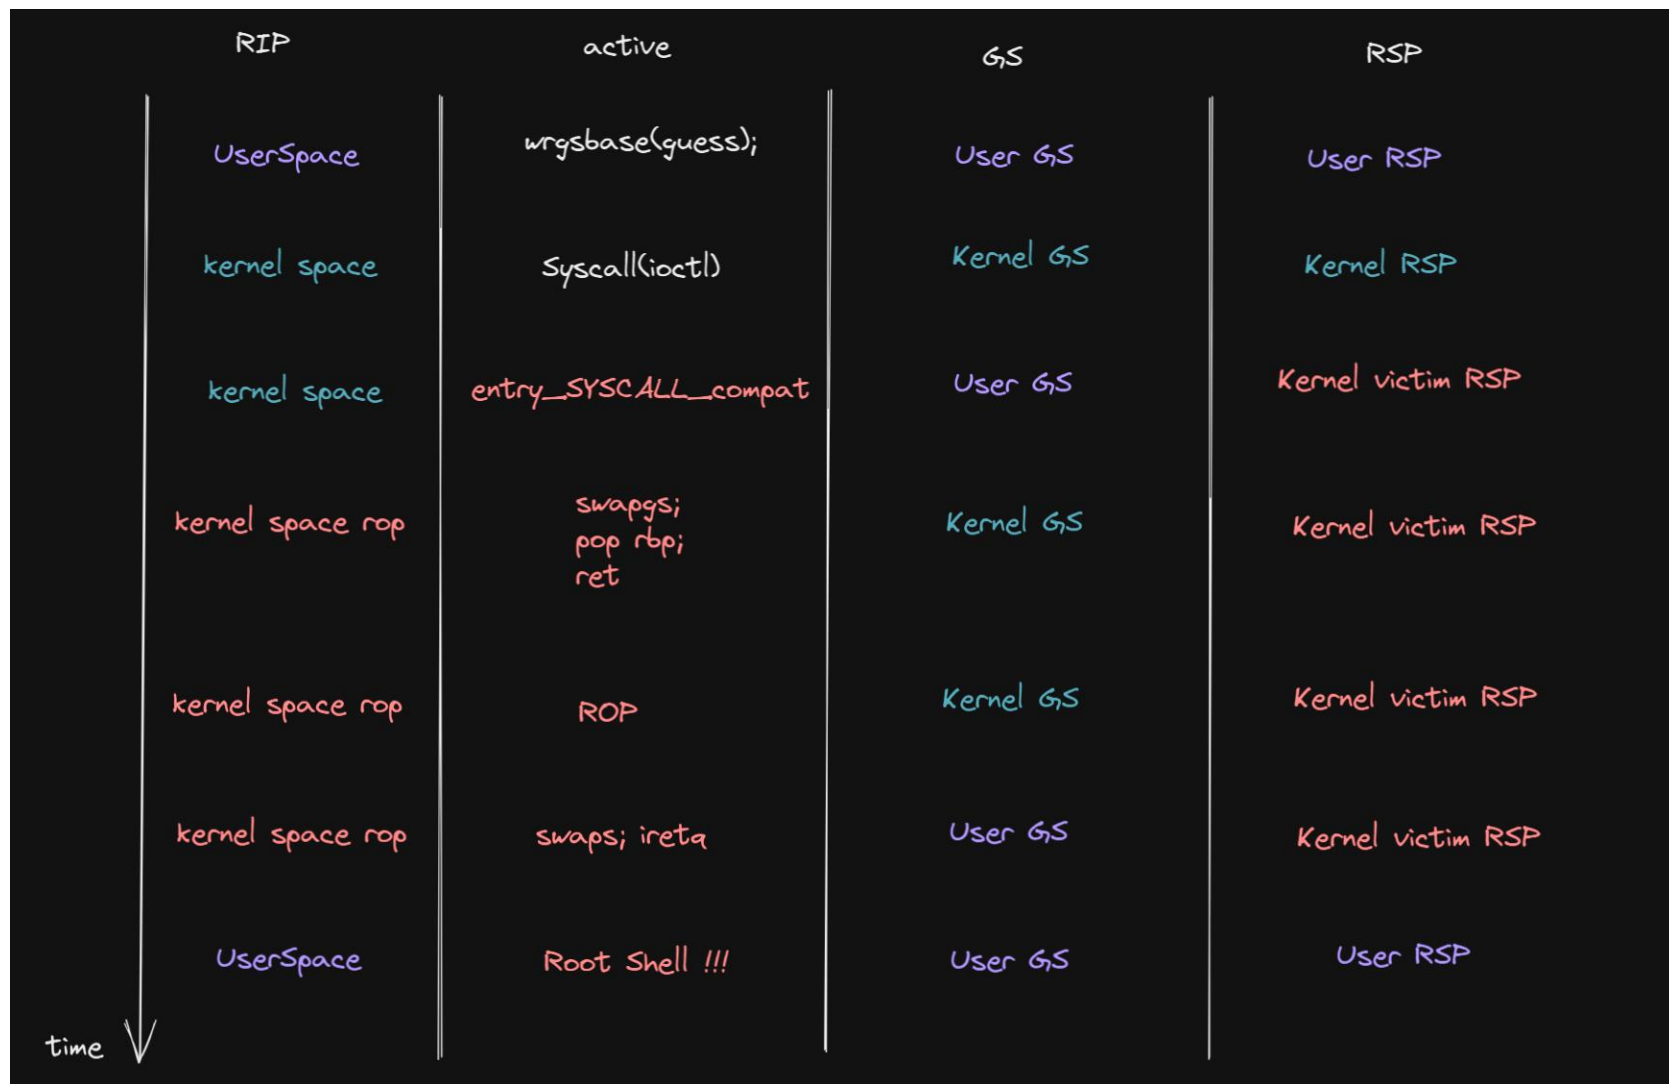 RIP active GS RSP
UserSpace wrgsbase(guess); User GS User RSP
kernel space Syscall(ioctl) Kernel GS Kernel RSP
kernel space entry_SYSCALL_compat User GS Kernel victim RSP
kernel space rop swapgs; Kernel GS Kernel victim RSP
pop rbp;
ret
kernel space rop ROP Kernel GS Kernel victim RSP
kernel space rop swaps; iretq User GS Kernel victim RSP
UserSpace Root Shell !!! User GS User RSP
time